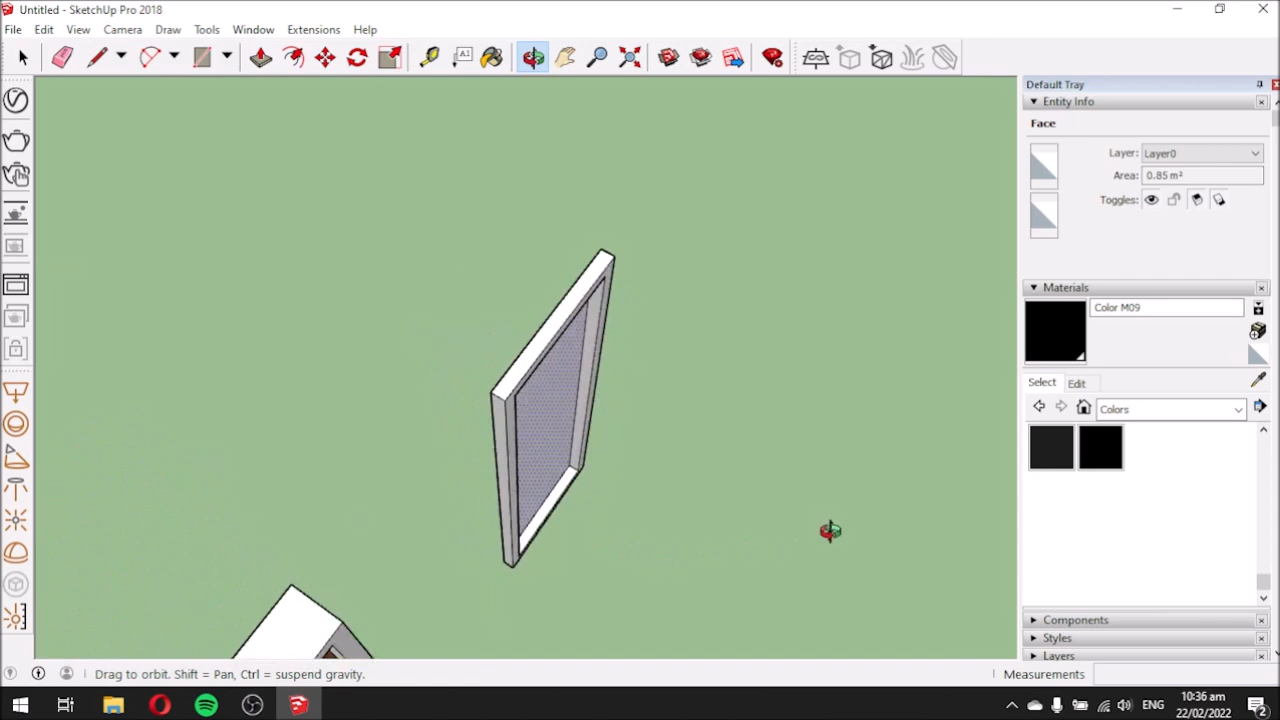 Untitled - SketchUp Pro 2018
File Edit View Camera Draw Tools Window Extensions Help
A1
Default Tray
Entity Info
Face
Layer: Layer0
Area: 0.85 m²
Toggles:
Materials
Color M09
Select Edit
Colors
Components
Styles
Layers
Drag to orbit. Shift = Pan, Ctrl = suspend gravity.
Measurements
ENG
10:36 am
22/02/2022
2